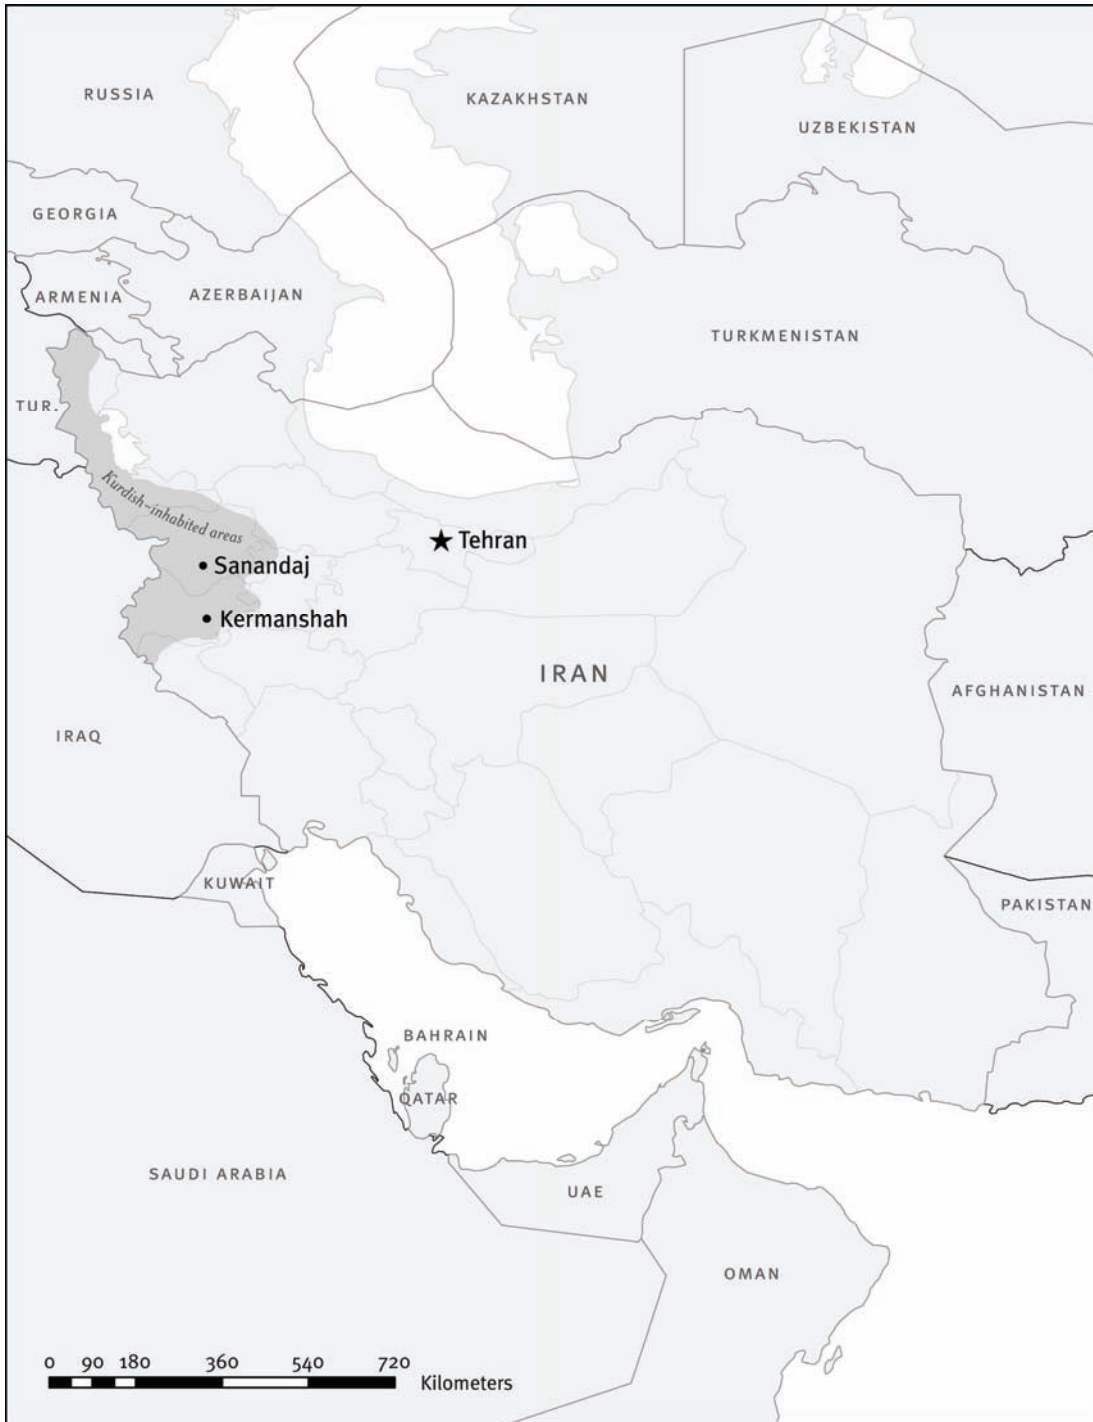 RUSSIA
KAZAKHSTAN
UZBEKISTAN
GEORGIA
ARMENIA
AZERBAIJAN
TURKMENISTAN
TUR.
Kurdish-inhabited areas
Tehran
Sanandaj
Kermanshah
IRAN
AFGHANISTAN
IRAQ
KUWAIT
PAKISTAN
BAHRAIN
QATAR
SAUDI ARABIA
UAE
OMAN
0 90 180 360 540 720
Kilometers